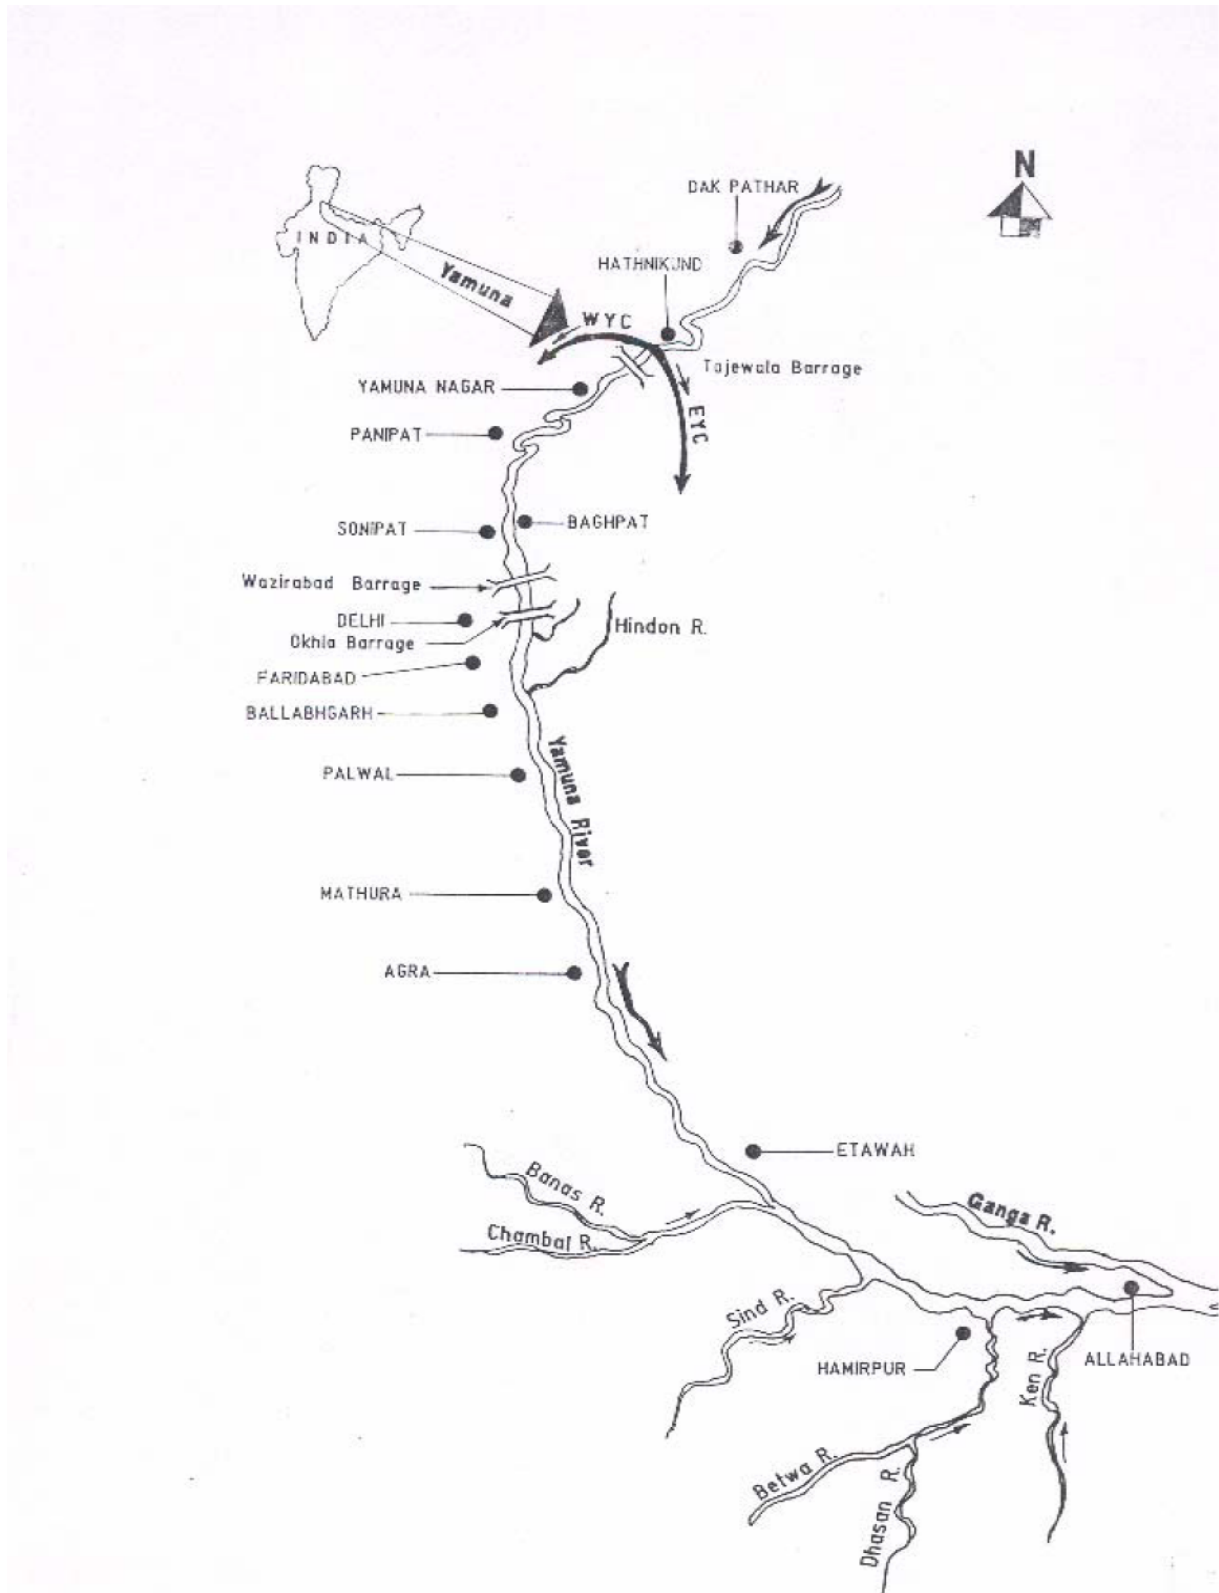 N
DAK PATHAR
INDIA
HATHNIKUND
Yamuna
WYC
Tajewala Barrage
YAMUNA NAGAR
EYC
PANIPAT
SONIPAT
BAGHPAT
Wazirabad Barrage
DELHI
Hindon R.
Okhla Barrage
FARIDABAD
BALLABHGARH
Yamuna River
PALWAL
MATHURA
AGRA
ETAWAH
Banas R.
Ganga R.
Chambal R.
Sind R.
HAMIRPUR
Ken R.
ALLAHABAD
Betwa R.
Dhasan R.